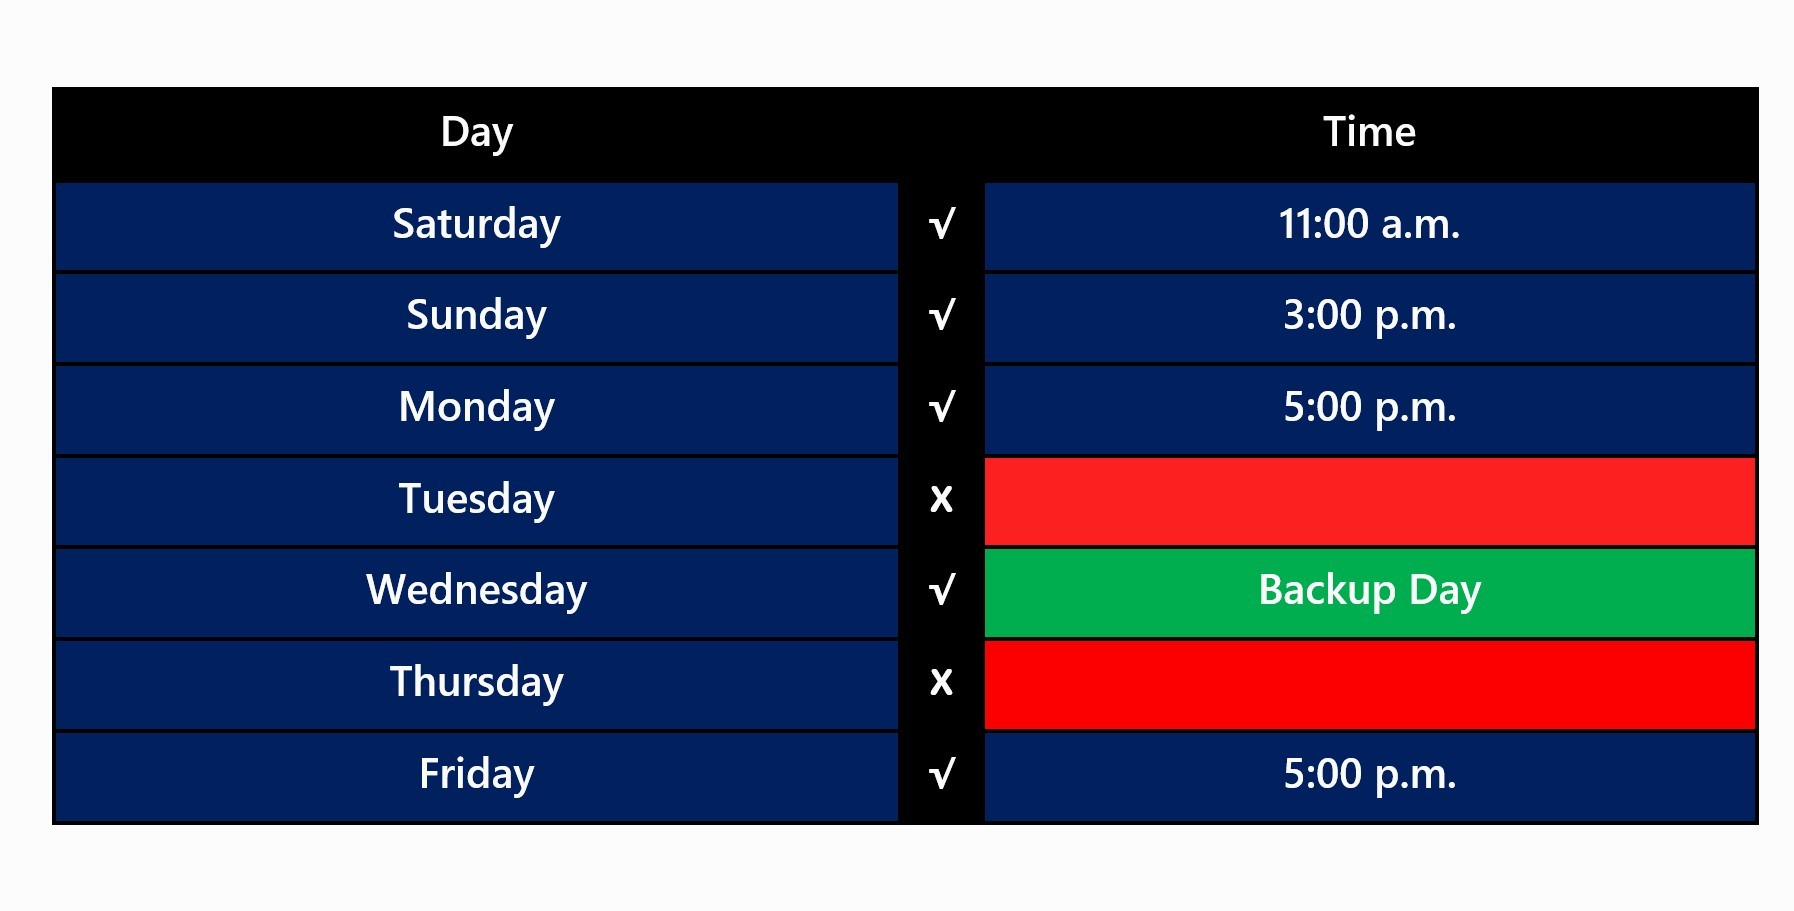 Day Time
Saturday √ 11:00 a.m.
Sunday √ 3:00 p.m.
Monday √ 5:00 p.m.
Tuesday X
Wednesday √ Backup Day
Thursday X
Friday √ 5:00 p.m.